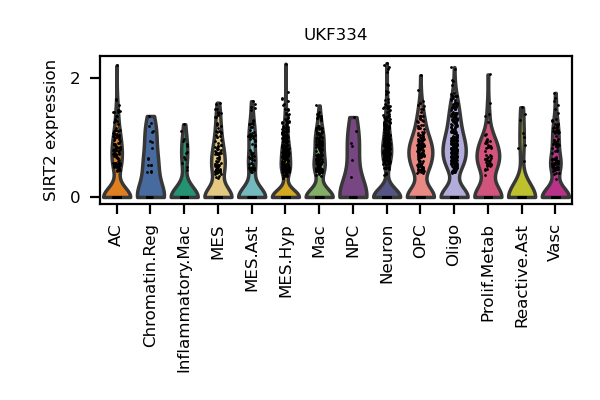 UKF334
SIRT2 expression
2
0
AC
Chromatin.Reg
Inflammatory.Mac
MES
MES.Ast
MES.Hyp
Mac
NPC
Neuron
OPC
Oligo
Prolif.Metab
Reactive.Ast
Vasc